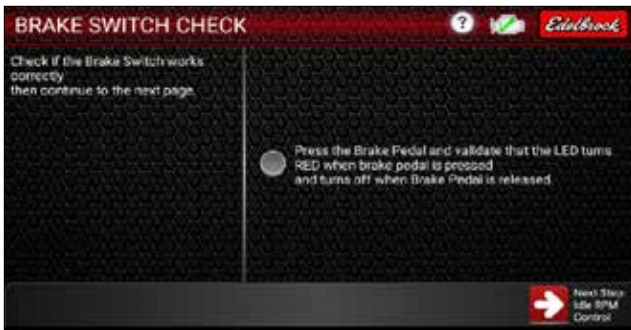 BRAKE SWITCH CHECK
?
Edelbrock
Check if the Brake Switch works
correctly
then continue to the next page.
Press the Brake Pedal and validate that the LED turns
RED when brake pedal is pressed
and turns off when Brake Pedal is released.
Next Step:
Idle RPM
Control